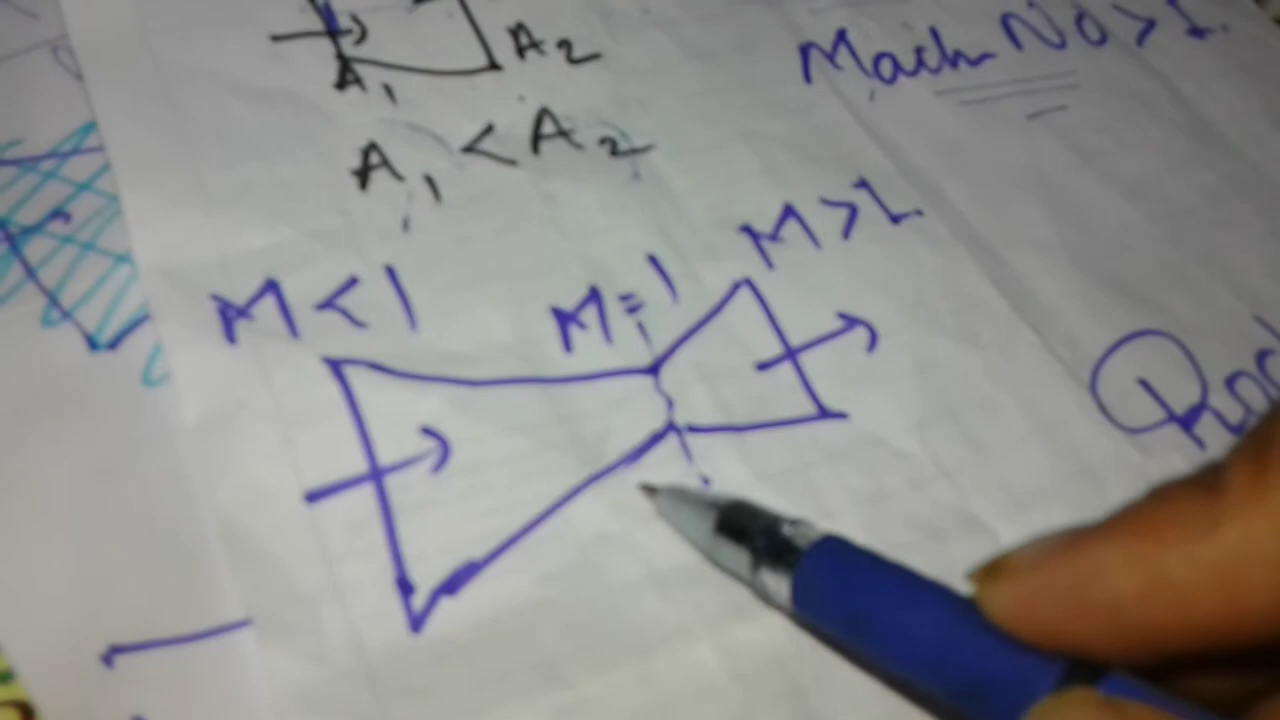 A1 A2
Mach No > 1.
A1 < A2
M < 1 M = 1 M > 1